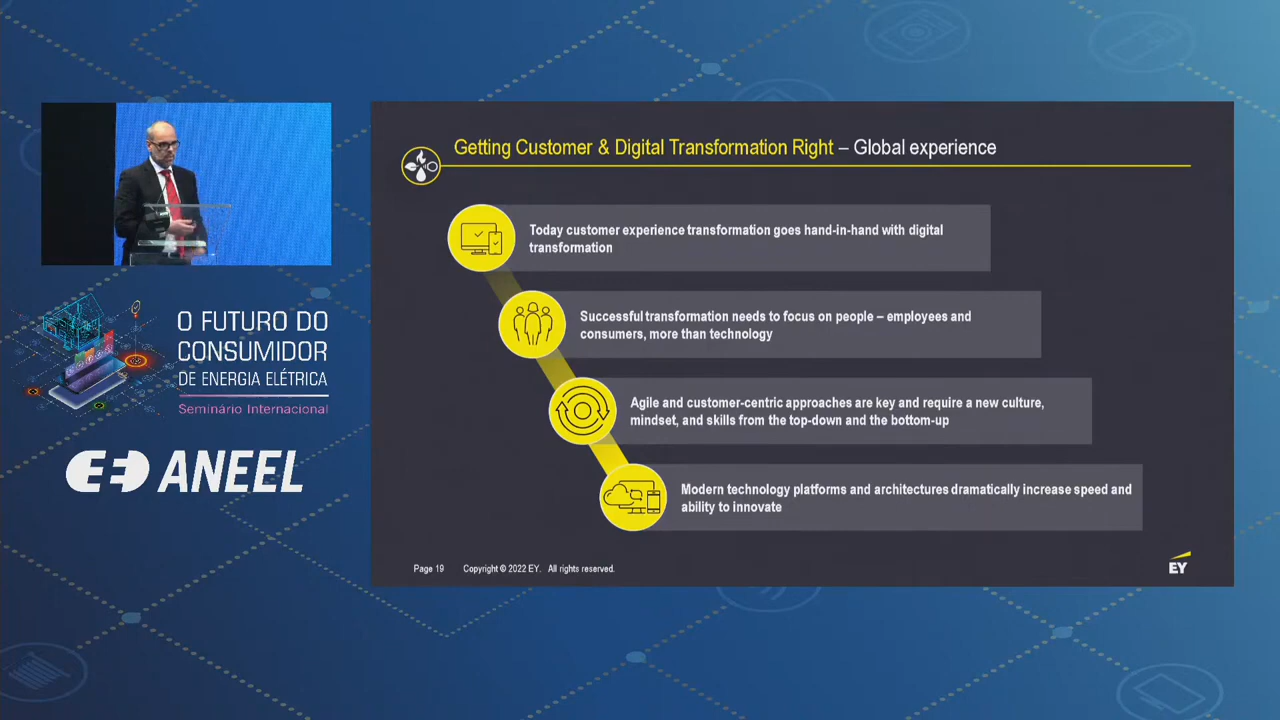 O FUTURO DO
CONSUMIDOR
DE ENERGIA ELÉTRICA
Seminário Internacional
ANEEL
Getting Customer & Digital Transformation Right – Global experience
Today customer experience transformation goes hand-in-hand with digital
transformation
Successful transformation needs to focus on people – employees and
consumers, more than technology
Agile and customer-centric approaches are key and require a new culture,
mindset, and skills from the top-down and the bottom-up
Modern technology platforms and architectures dramatically increase speed and
ability to innovate
Page 19 Copyright © 2022 EY. All rights reserved.
EY